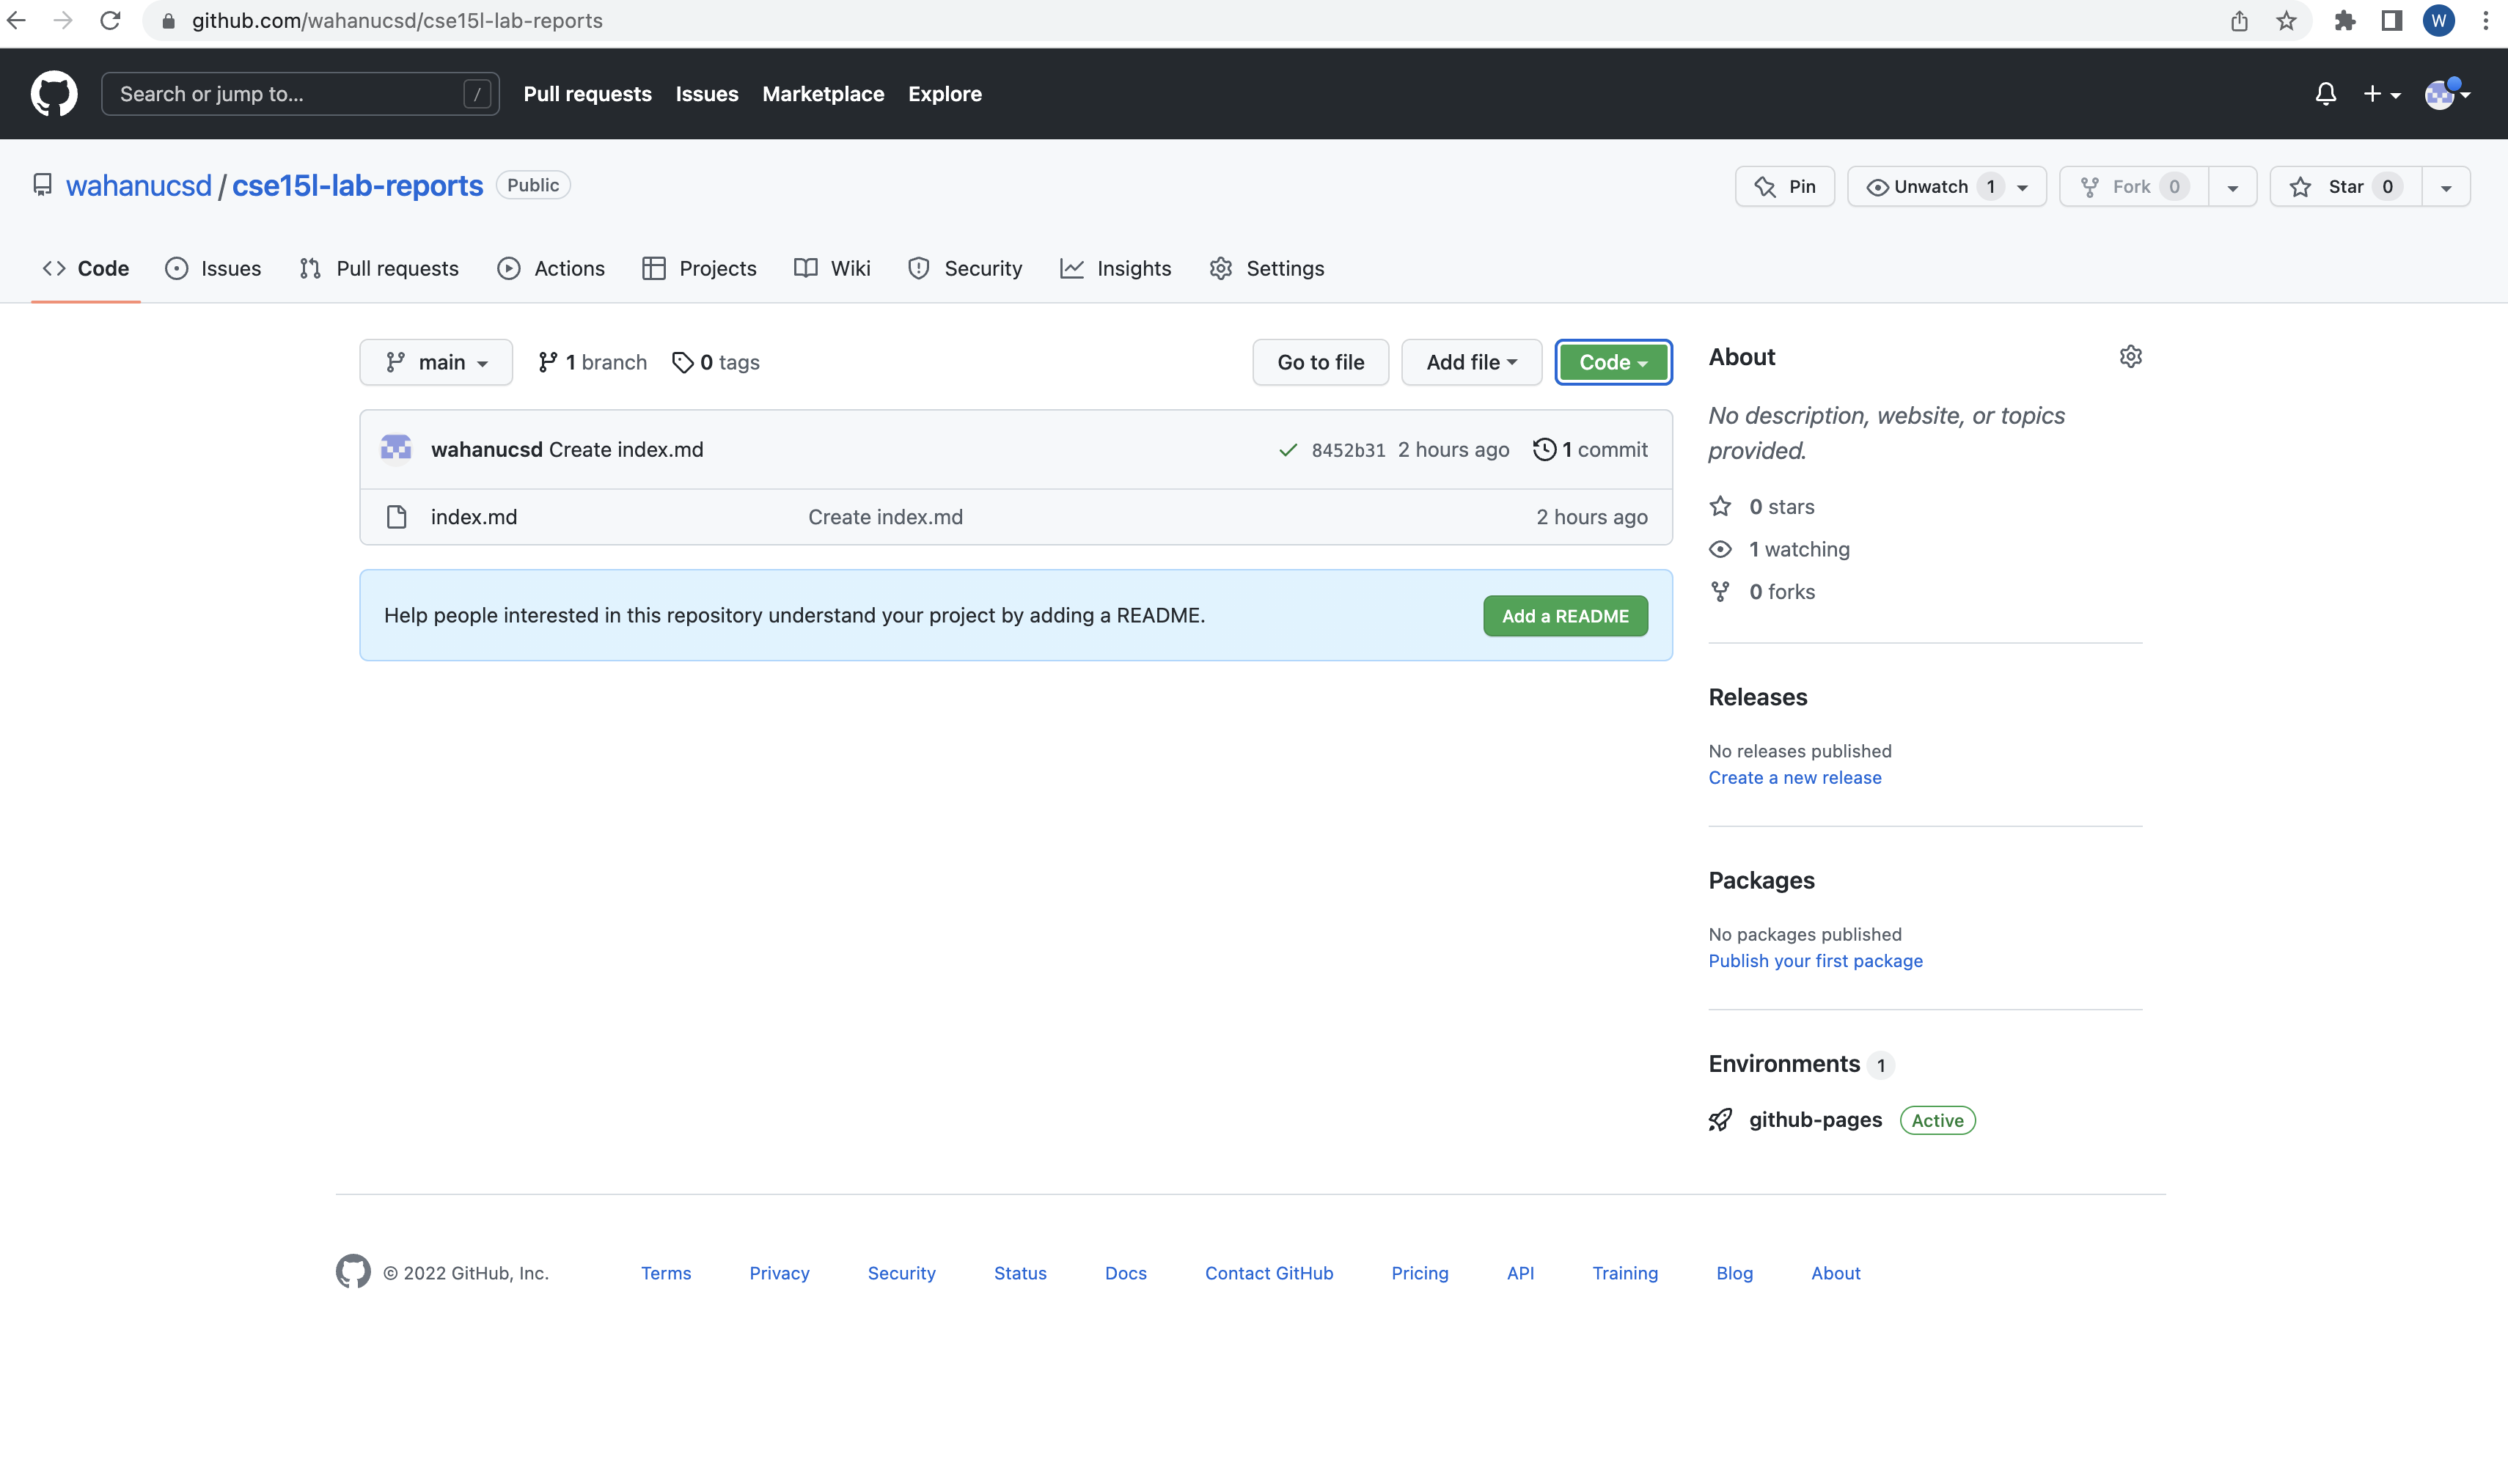 github.com/wahanucsd/cse15l-lab-reports
W
Search or jump to... /
Pull requests Issues Marketplace Explore
wahanucsd / cse15l-lab-reports Public
Pin Unwatch 1 Fork 0 Star 0
Code Issues Pull requests Actions Projects Wiki Security Insights Settings
main 1 branch 0 tags Go to file Add file Code
wahanucsd Create index.md 8452b31 2 hours ago 1 commit
index.md Create index.md 2 hours ago
Help people interested in this repository understand your project by adding a README. Add a README
About
No description, website, or topics
provided.
0 stars
1 watching
0 forks
Releases
No releases published
Create a new release
Packages
No packages published
Publish your first package
Environments 1
github-pages Active
© 2022 GitHub, Inc. Terms Privacy Security Status Docs Contact GitHub Pricing API Training Blog About